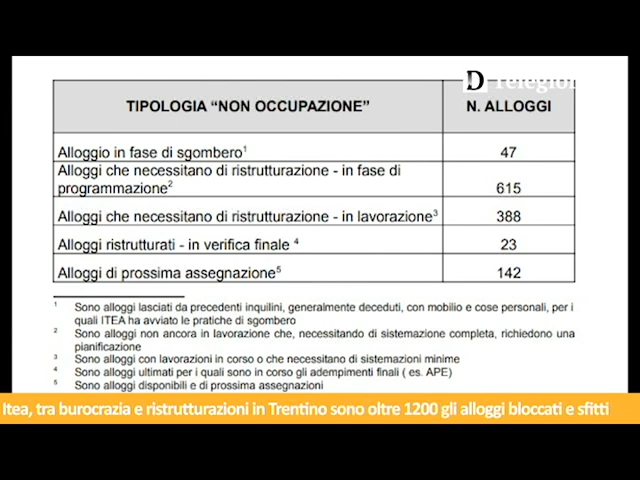 D Telegior
TIPOLOGIA “NON OCCUPAZIONE” N. ALLOGGI
Alloggio in fase di sgombero¹ 47
Alloggi che necessitano di ristrutturazione - in fase di
programmazione² 615
Alloggi che necessitano di ristrutturazione - in lavorazione³ 388
Alloggi ristrutturati - in verifica finale ⁴ 23
Alloggi di prossima assegnazione⁵ 142
¹ Sono alloggi lasciati da precedenti inquilini, generalmente deceduti, con mobilio e cose personali, per i
quali ITEA ha avviato le pratiche di sgombero
² Sono alloggi non ancora in lavorazione che, necessitando di sistemazione completa, richiedono una
pianificazione
³ Sono alloggi con lavorazioni in corso o che necessitano di sistemazioni minime
⁴ Sono alloggi ultimati per i quali sono in corso gli adempimenti finali ( es. APE)
⁵ Sono alloggi disponibili e di prossima assegnazioni
Itea, tra burocrazia e ristrutturazioni in Trentino sono oltre 1200 gli alloggi bloccati e sfitti